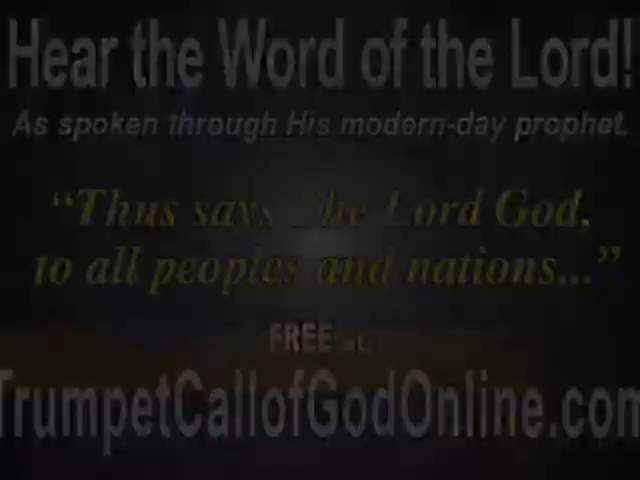 Hear the Word of the Lord!
As spoken through His modern-day prophet.
“Thus says The Lord God,
to all peoples and nations...”
FREE at:
TrumpetCallofGodOnline.com